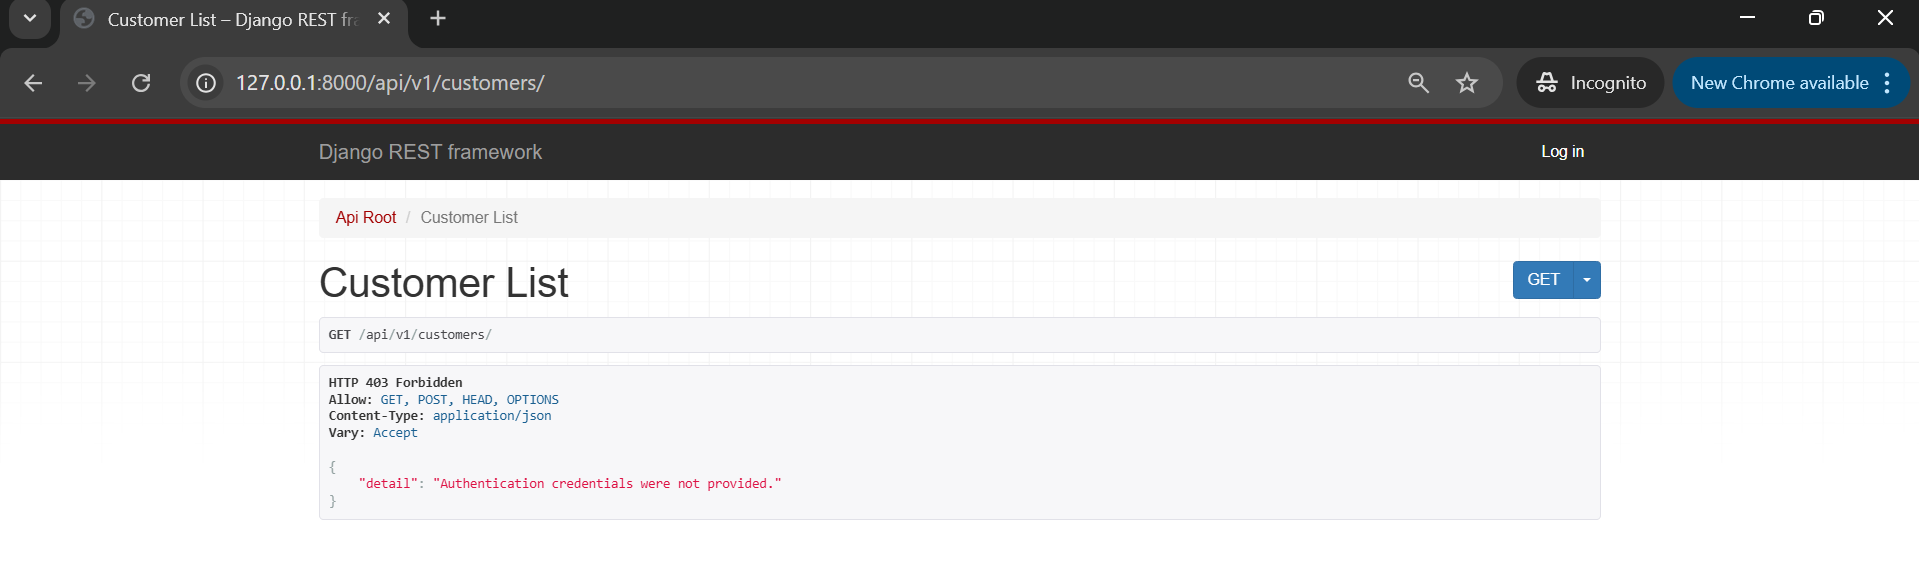 Customer List – Django REST fra
127.0.0.1:8000/api/v1/customers/
Incognito
New Chrome available
Django REST framework
Log in
Api Root / Customer List
Customer List
GET
GET /api/v1/customers/
HTTP 403 Forbidden
Allow: GET, POST, HEAD, OPTIONS
Content-Type: application/json
Vary: Accept
{
    "detail": "Authentication credentials were not provided."
}